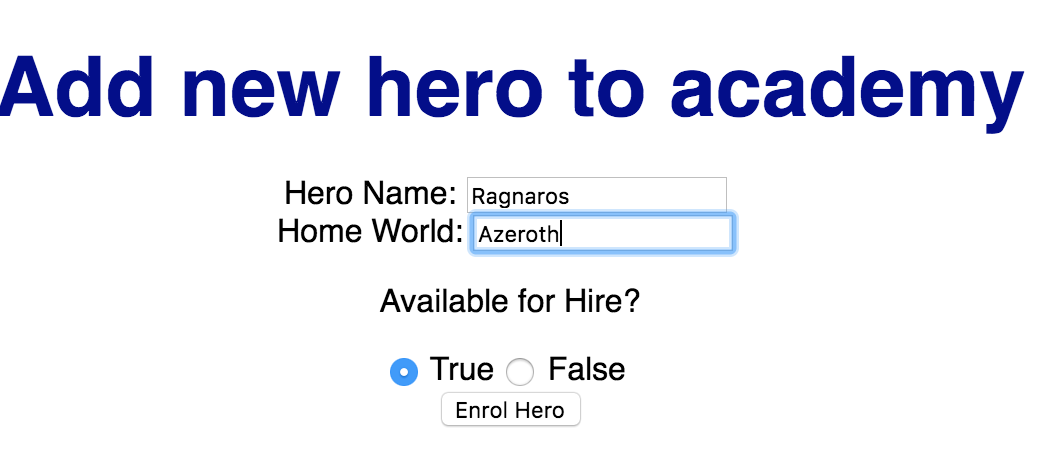 Add new hero to academy
Hero Name: Ragnaros
Home World: Azeroth
Available for Hire?
True False
Enrol Hero